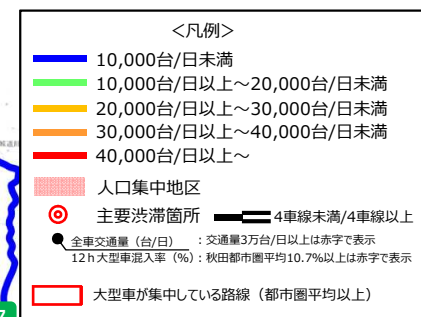 <凡例>
10,000台/日未満
10,000台/日以上～20,000台/日未満
20,000台/日以上～30,000台/日未満
30,000台/日以上～40,000台/日未満
40,000台/日以上～
人口集中地区
主要渋滞箇所 4車線未満/4車線以上
全車交通量（台/日）：交通量3万台/日以上は赤字で表示
12ｈ大型車混入率（%）：秋田都市圏平均10.7%以上は赤字で表示
大型車が集中している路線（都市圏平均以上）
7